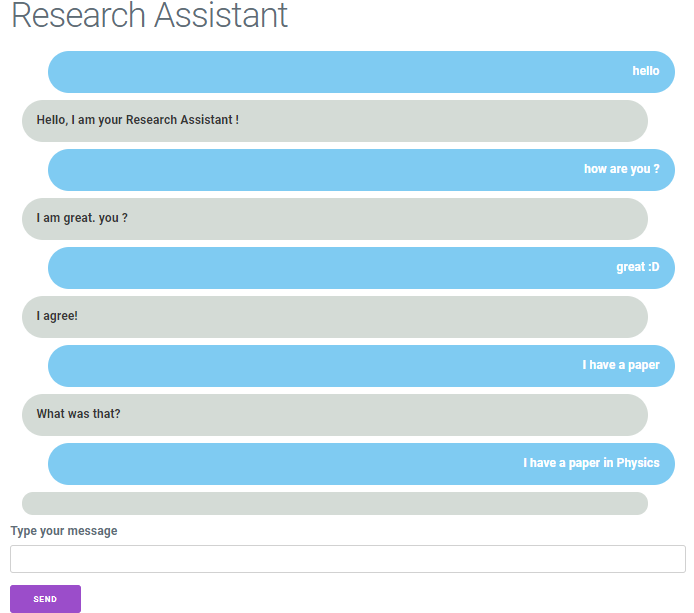 Research Assistant
hello
Hello, I am your Research Assistant !
how are you ?
I am great. you ?
great :D
I agree!
I have a paper
What was that?
I have a paper in Physics
Type your message
SEND